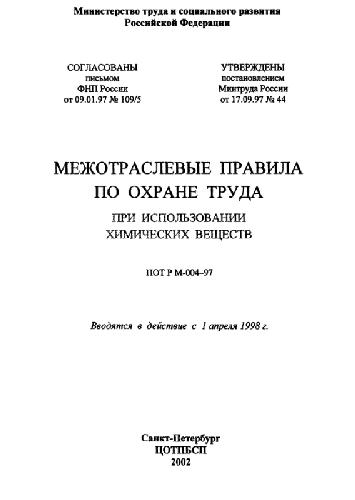 Министерство труда и социального развития
Российской Федерации
СОГЛАСОВАНЫ
письмом
ФНП России
от 09.01.97 № 109/5
УТВЕРЖДЕНЫ
постановлением
Минтруда России
от 17.09.97 № 44
МЕЖОТРАСЛЕВЫЕ ПРАВИЛА
ПО ОХРАНЕ ТРУДА
ПРИ ИСПОЛЬЗОВАНИИ
ХИМИЧЕСКИХ ВЕЩЕСТВ
ПОТ Р М-004-97
Вводятся в действие с 1 апреля 1998 г.
Санкт-Петербург
ЦОТПБСП
2002